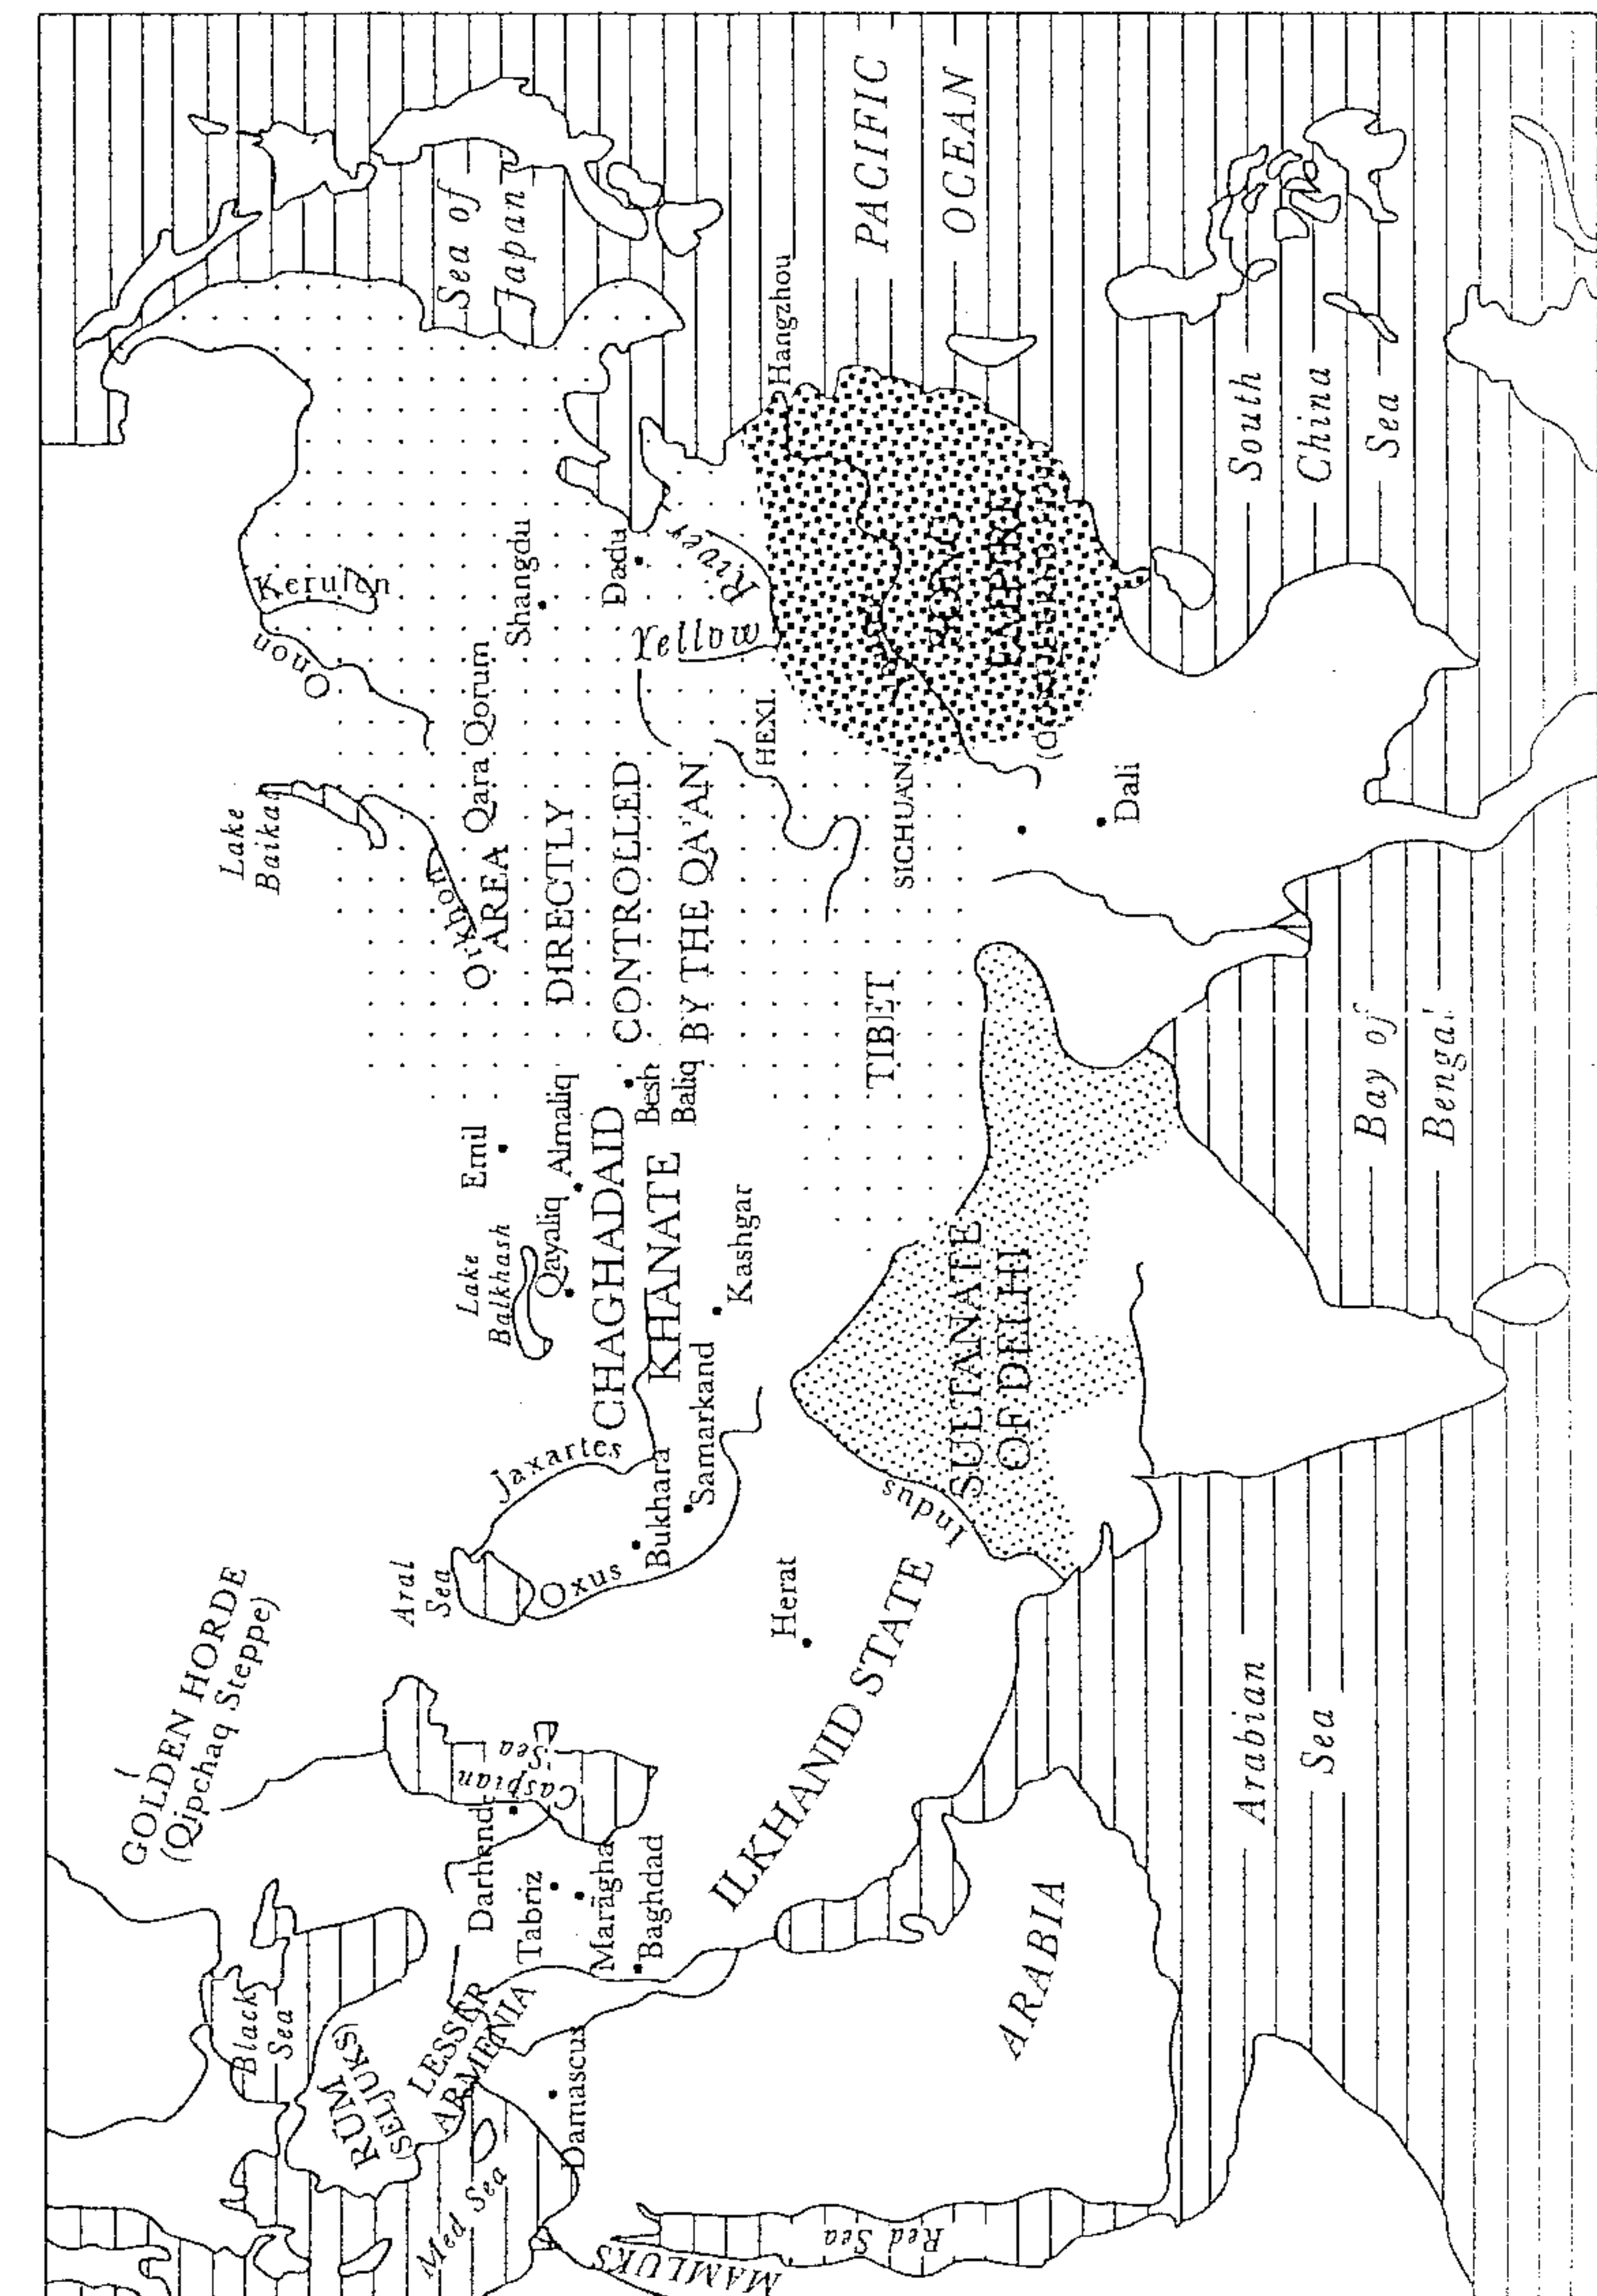 GOLDEN HORDE
(Qipchaq Steppe)
Black
Sea
RŪM
(SELJUKS)
LESSER
ARMENIA
Med Sea
MAMLUKS
Red Sea
Damascus
Caspian
Sea
Tabriz
Marāgha
Baghdad
ILKHANID STATE
ARABIA
Arabian
Sea
Aral
Sea
Jaxartes
Oxus
Bukhara
Samarkand
Herat
Indus
SULTANATE
OF DELHI
Lake
Balkhash
Emil
Qayaliq
Almaliq
CHAGHADAID
KHANATE
Besh
Baliq
Kashgar
TIBET
Bay of
Bengal
Lake
Baikal
Orkhon
Qara Qorum
AREA
DIRECTLY
CONTROLLED
BY THE QA'AN
Onon
Kerulen
Shangdu
Dadu
Yellow
River
HEXI
SICHUAN
Dali
SUNG
EMPIRE
Hangzhou
Sea of
Japan
PACIFIC
OCEAN
South
China
Sea